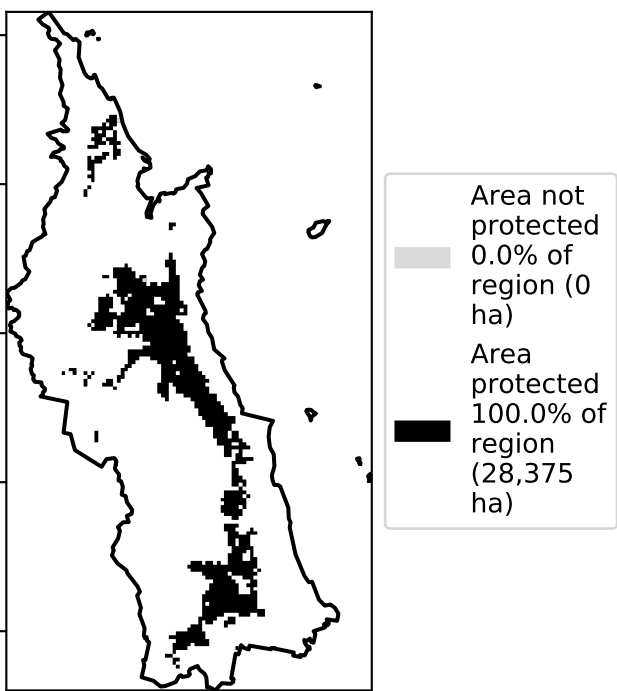 Area not
protected
0.0% of
region (0
ha)
Area
protected
100.0% of
region
(28,375
ha)